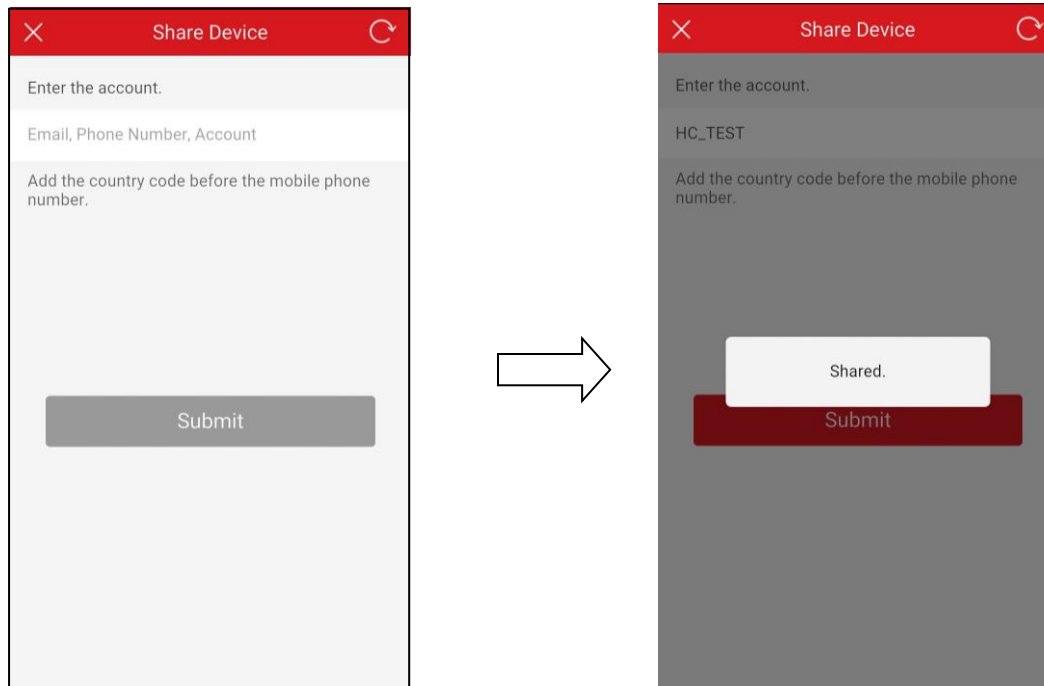 Share Device
Enter the account.
Email, Phone Number, Account
Add the country code before the mobile phone
number.
Submit
Share Device
Enter the account.
HC_TEST
Add the country code before the mobile phone
number.
Shared.
Submit